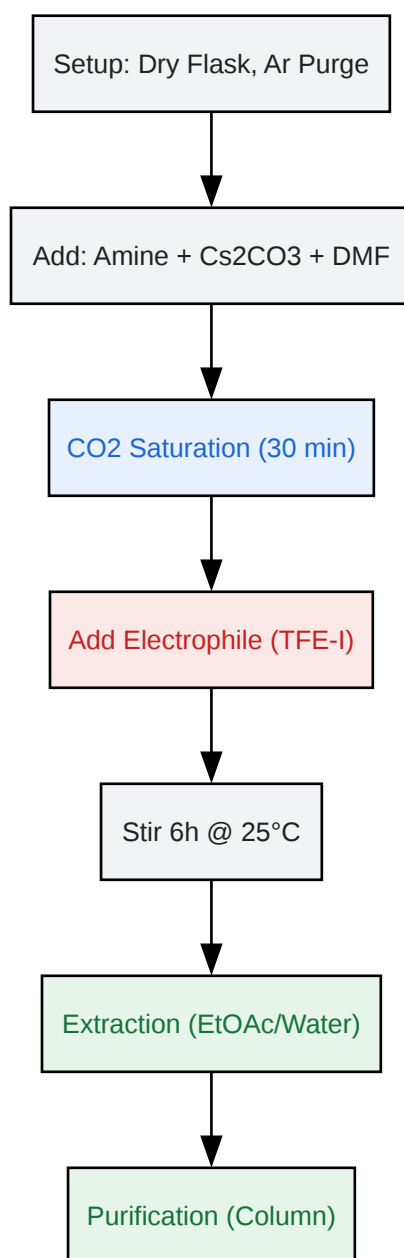 Setup: Dry Flask, Ar Purge
Add: Amine + Cs2CO3 + DMF
CO2 Saturation (30 min)
Add Electrophile (TFE-I)
Stir 6h @ 25°C
Extraction (EtOAc/Water)
Purification (Column)